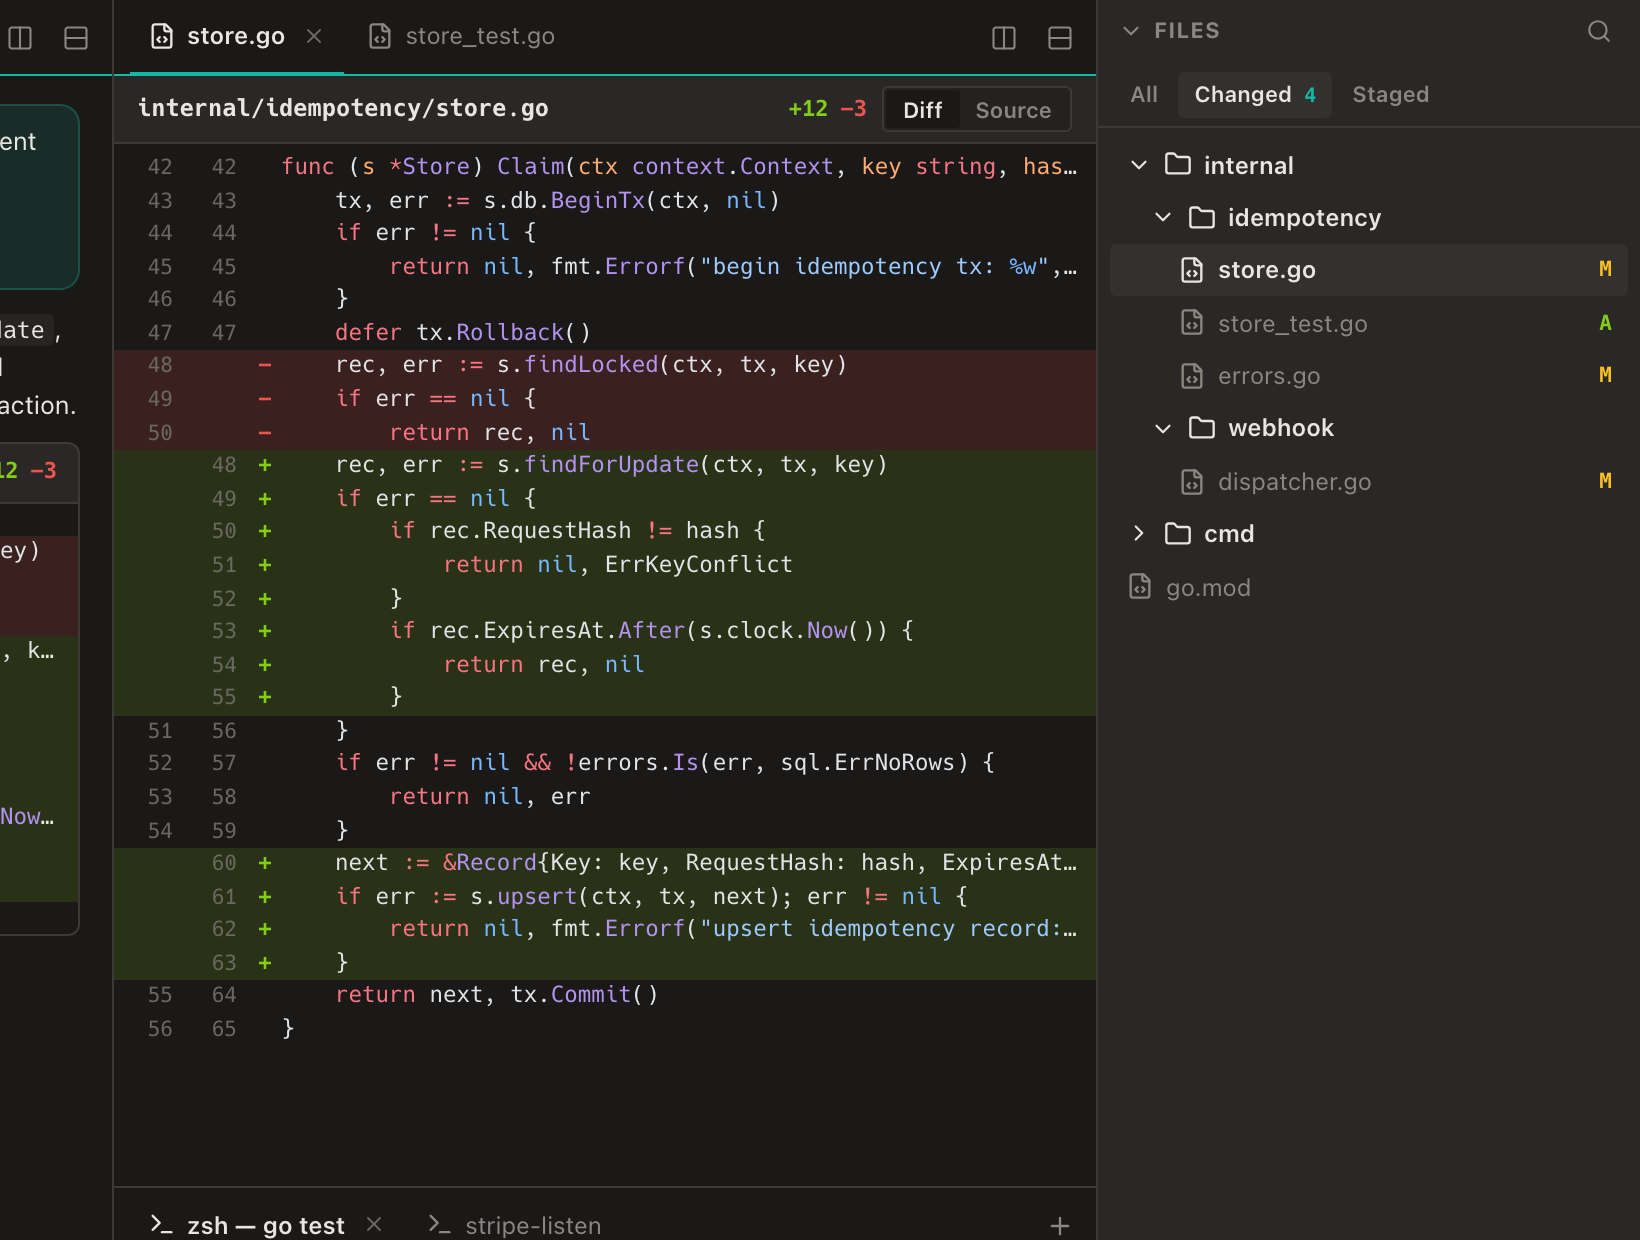 store.go
store_test.go
ent
late,
action.
12 −3
ey)
, k…
Now…
internal/idempotency/store.go
+12 −3
Diff
Source
42 42 func (s *Store) Claim(ctx context.Context, key string, has…
43 43 tx, err := s.db.BeginTx(ctx, nil)
44 44 if err != nil {
45 45 return nil, fmt.Errorf("begin idempotency tx: %w",…
46 46 }
47 47 defer tx.Rollback()
48 − rec, err := s.findLocked(ctx, tx, key)
49 − if err == nil {
50 − return rec, nil
48 + rec, err := s.findForUpdate(ctx, tx, key)
49 + if err == nil {
50 + if rec.RequestHash != hash {
51 + return nil, ErrKeyConflict
52 + }
53 + if rec.ExpiresAt.After(s.clock.Now()) {
54 + return rec, nil
55 + }
51 56 }
52 57 if err != nil && !errors.Is(err, sql.ErrNoRows) {
53 58 return nil, err
54 59 }
60 + next := &Record{Key: key, RequestHash: hash, ExpiresAt…
61 + if err := s.upsert(ctx, tx, next); err != nil {
62 + return nil, fmt.Errorf("upsert idempotency record:…
63 + }
55 64 return next, tx.Commit()
56 65 }
zsh — go test
stripe-listen
FILES
All
Changed 4
Staged
internal
idempotency
store.go M
store_test.go A
errors.go M
webhook
dispatcher.go M
cmd
go.mod